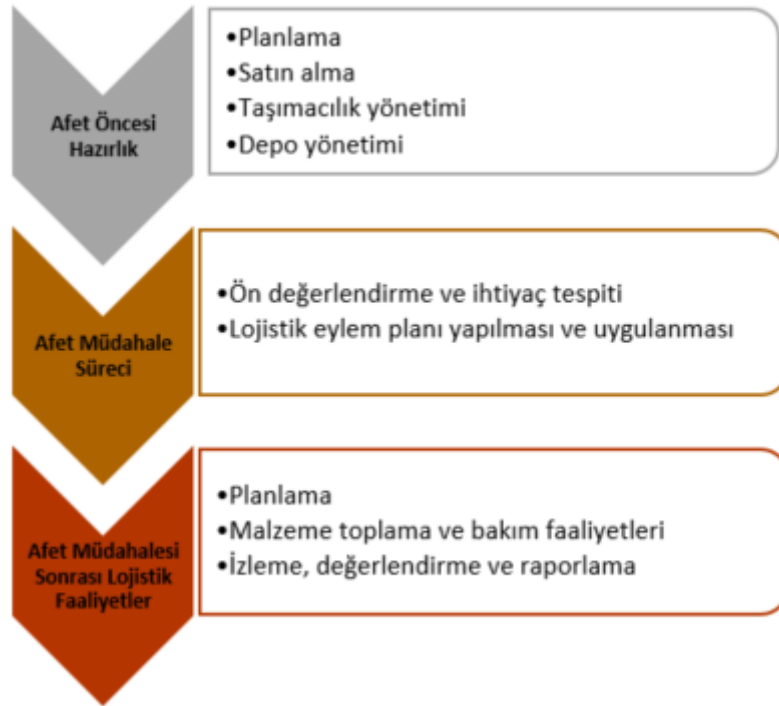 Afet Öncesi
Hazırlık
•Planlama
•Satın alma
•Taşımacılık yönetimi
•Depo yönetimi
Afet Müdahale
Süreci
•Ön değerlendirme ve ihtiyaç tespiti
•Lojistik eylem planı yapılması ve uygulanması
Afet Müdahalesi
Sonrası Lojistik
Faaliyetler
•Planlama
•Malzeme toplama ve bakım faaliyetleri
•İzleme, değerlendirme ve raporlama